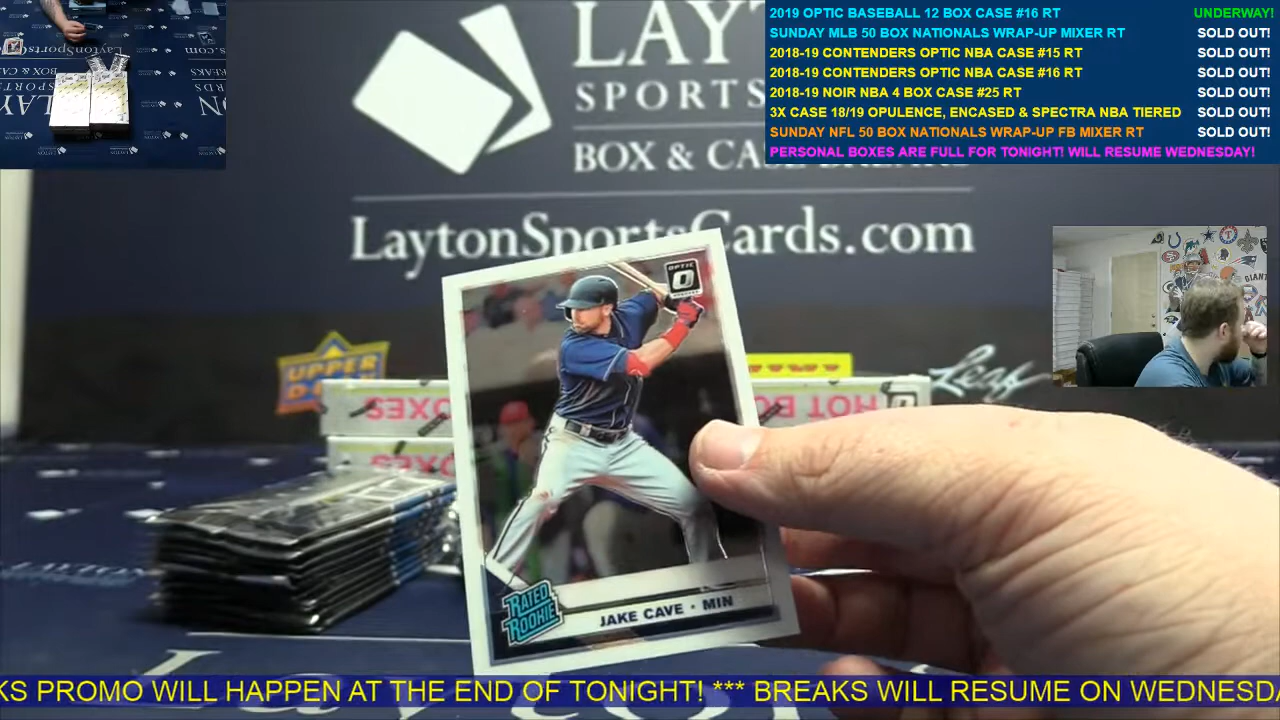 2019 OPTIC BASEBALL 12 BOX CASE #16 RT UNDERWAY!
SUNDAY MLB 50 BOX NATIONALS WRAP-UP MIXER RT SOLD OUT!
2018-19 CONTENDERS OPTIC NBA CASE #15 RT SOLD OUT!
2018-19 CONTENDERS OPTIC NBA CASE #16 RT SOLD OUT!
2018-19 NOIR NBA 4 BOX CASE #25 RT SOLD OUT!
3X CASE 18/19 OPULENCE, ENCASED & SPECTRA NBA TIERED SOLD OUT!
SUNDAY NFL 50 BOX NATIONALS WRAP-UP FB MIXER RT SOLD OUT!
PERSONAL BOXES ARE FULL FOR TONIGHT! WILL RESUME WEDNESDAY!
LAY
SPORTS
BOX & CASE BREAKS
LaytonSportsCards.com
OPTIC
UPPER
Leaf
HOT BOXES
RATED
ROOKIE
JAKE CAVE • MIN
KS PROMO WILL HAPPEN AT THE END OF TONIGHT! *** BREAKS WILL RESUME ON WEDNESDA